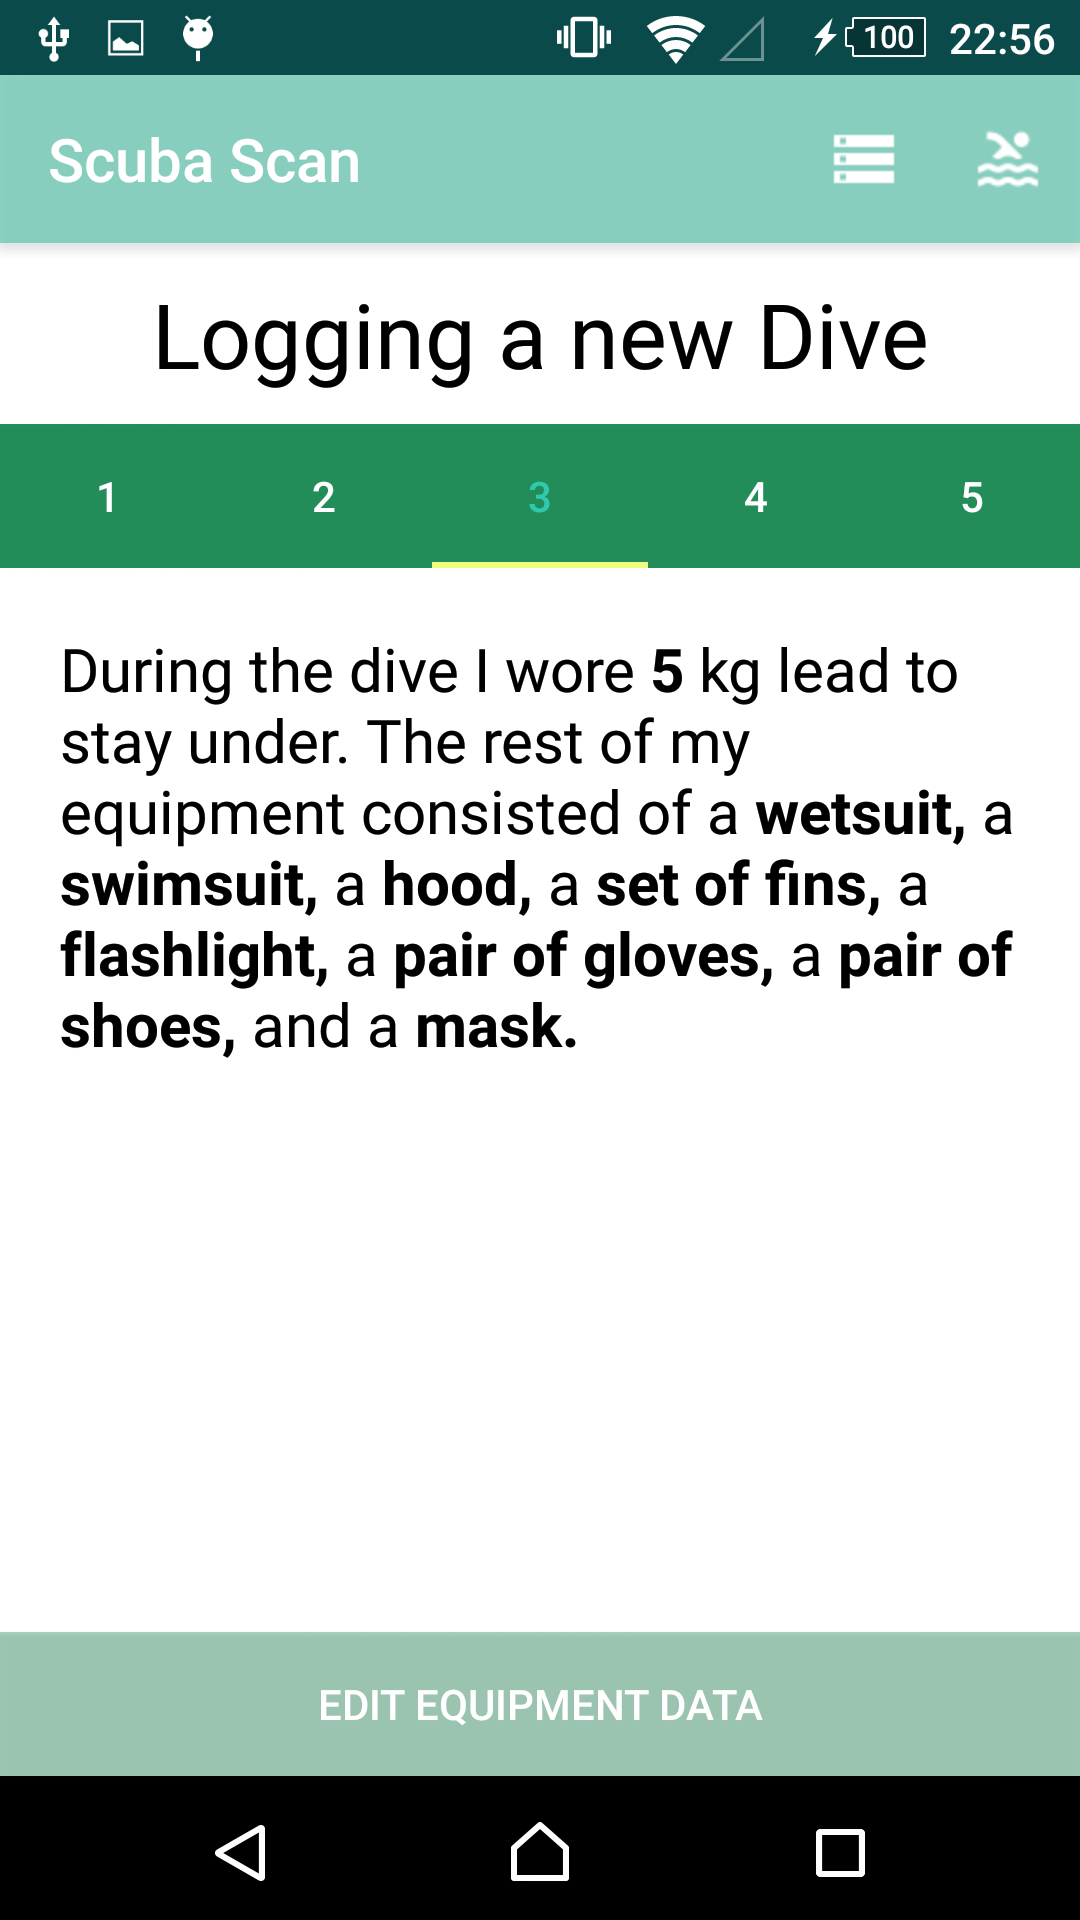 100 22:56
Scuba Scan
Logging a new Dive
1 2 3 4 5
During the dive I wore 5 kg lead to
stay under. The rest of my
equipment consisted of a wetsuit, a
swimsuit, a hood, a set of fins, a
flashlight, a pair of gloves, a pair of
shoes, and a mask.
EDIT EQUIPMENT DATA